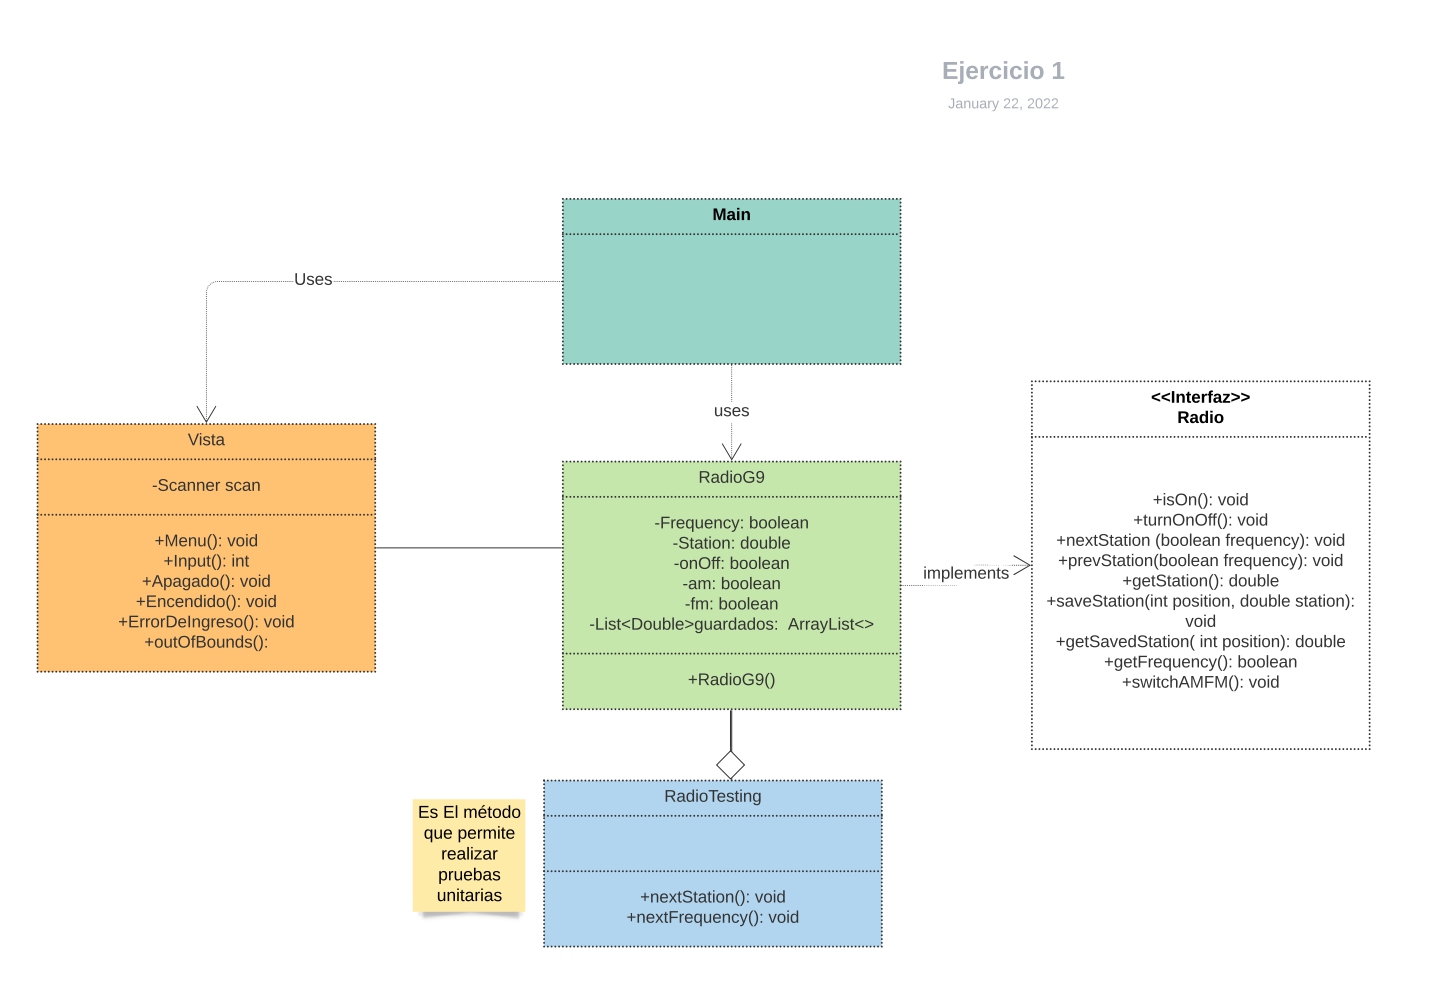 Ejercicio 1
January 22, 2022
Main
Uses
uses
<<Interfaz>>
Radio
+isOn(): void
+turnOnOff(): void
+nextStation (boolean frequency): void
+prevStation(boolean frequency): void
+getStation(): double
+saveStation(int position, double station):
void
+getSavedStation( int position): double
+getFrequency(): boolean
+switchAMFM(): void
Vista
-Scanner scan
+Menu(): void
+Input(): int
+Apagado(): void
+Encendido(): void
+ErrorDeIngreso(): void
+outOfBounds():
RadioG9
-Frequency: boolean
-Station: double
-onOff: boolean
-am: boolean
-fm: boolean
-List<Double>guardados:  ArrayList<>
+RadioG9()
implements
RadioTesting
+nextStation(): void
+nextFrequency(): void
Es El método
que permite
realizar
pruebas
unitarias